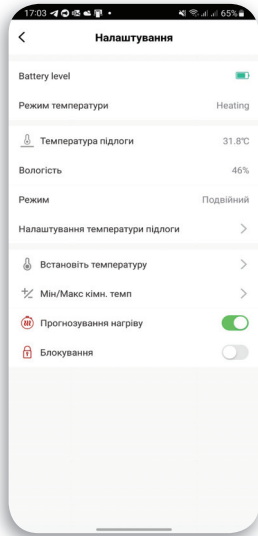 17:03
65%
Налаштування
Battery level
Режим температури Heating
Температура підлоги 31.8℃
Вологість 46%
Режим Подвійний
Налаштування температури підлоги
Встановіть температуру
Мін/Макс кімн. темп
Прогнозування нагріву
Блокування